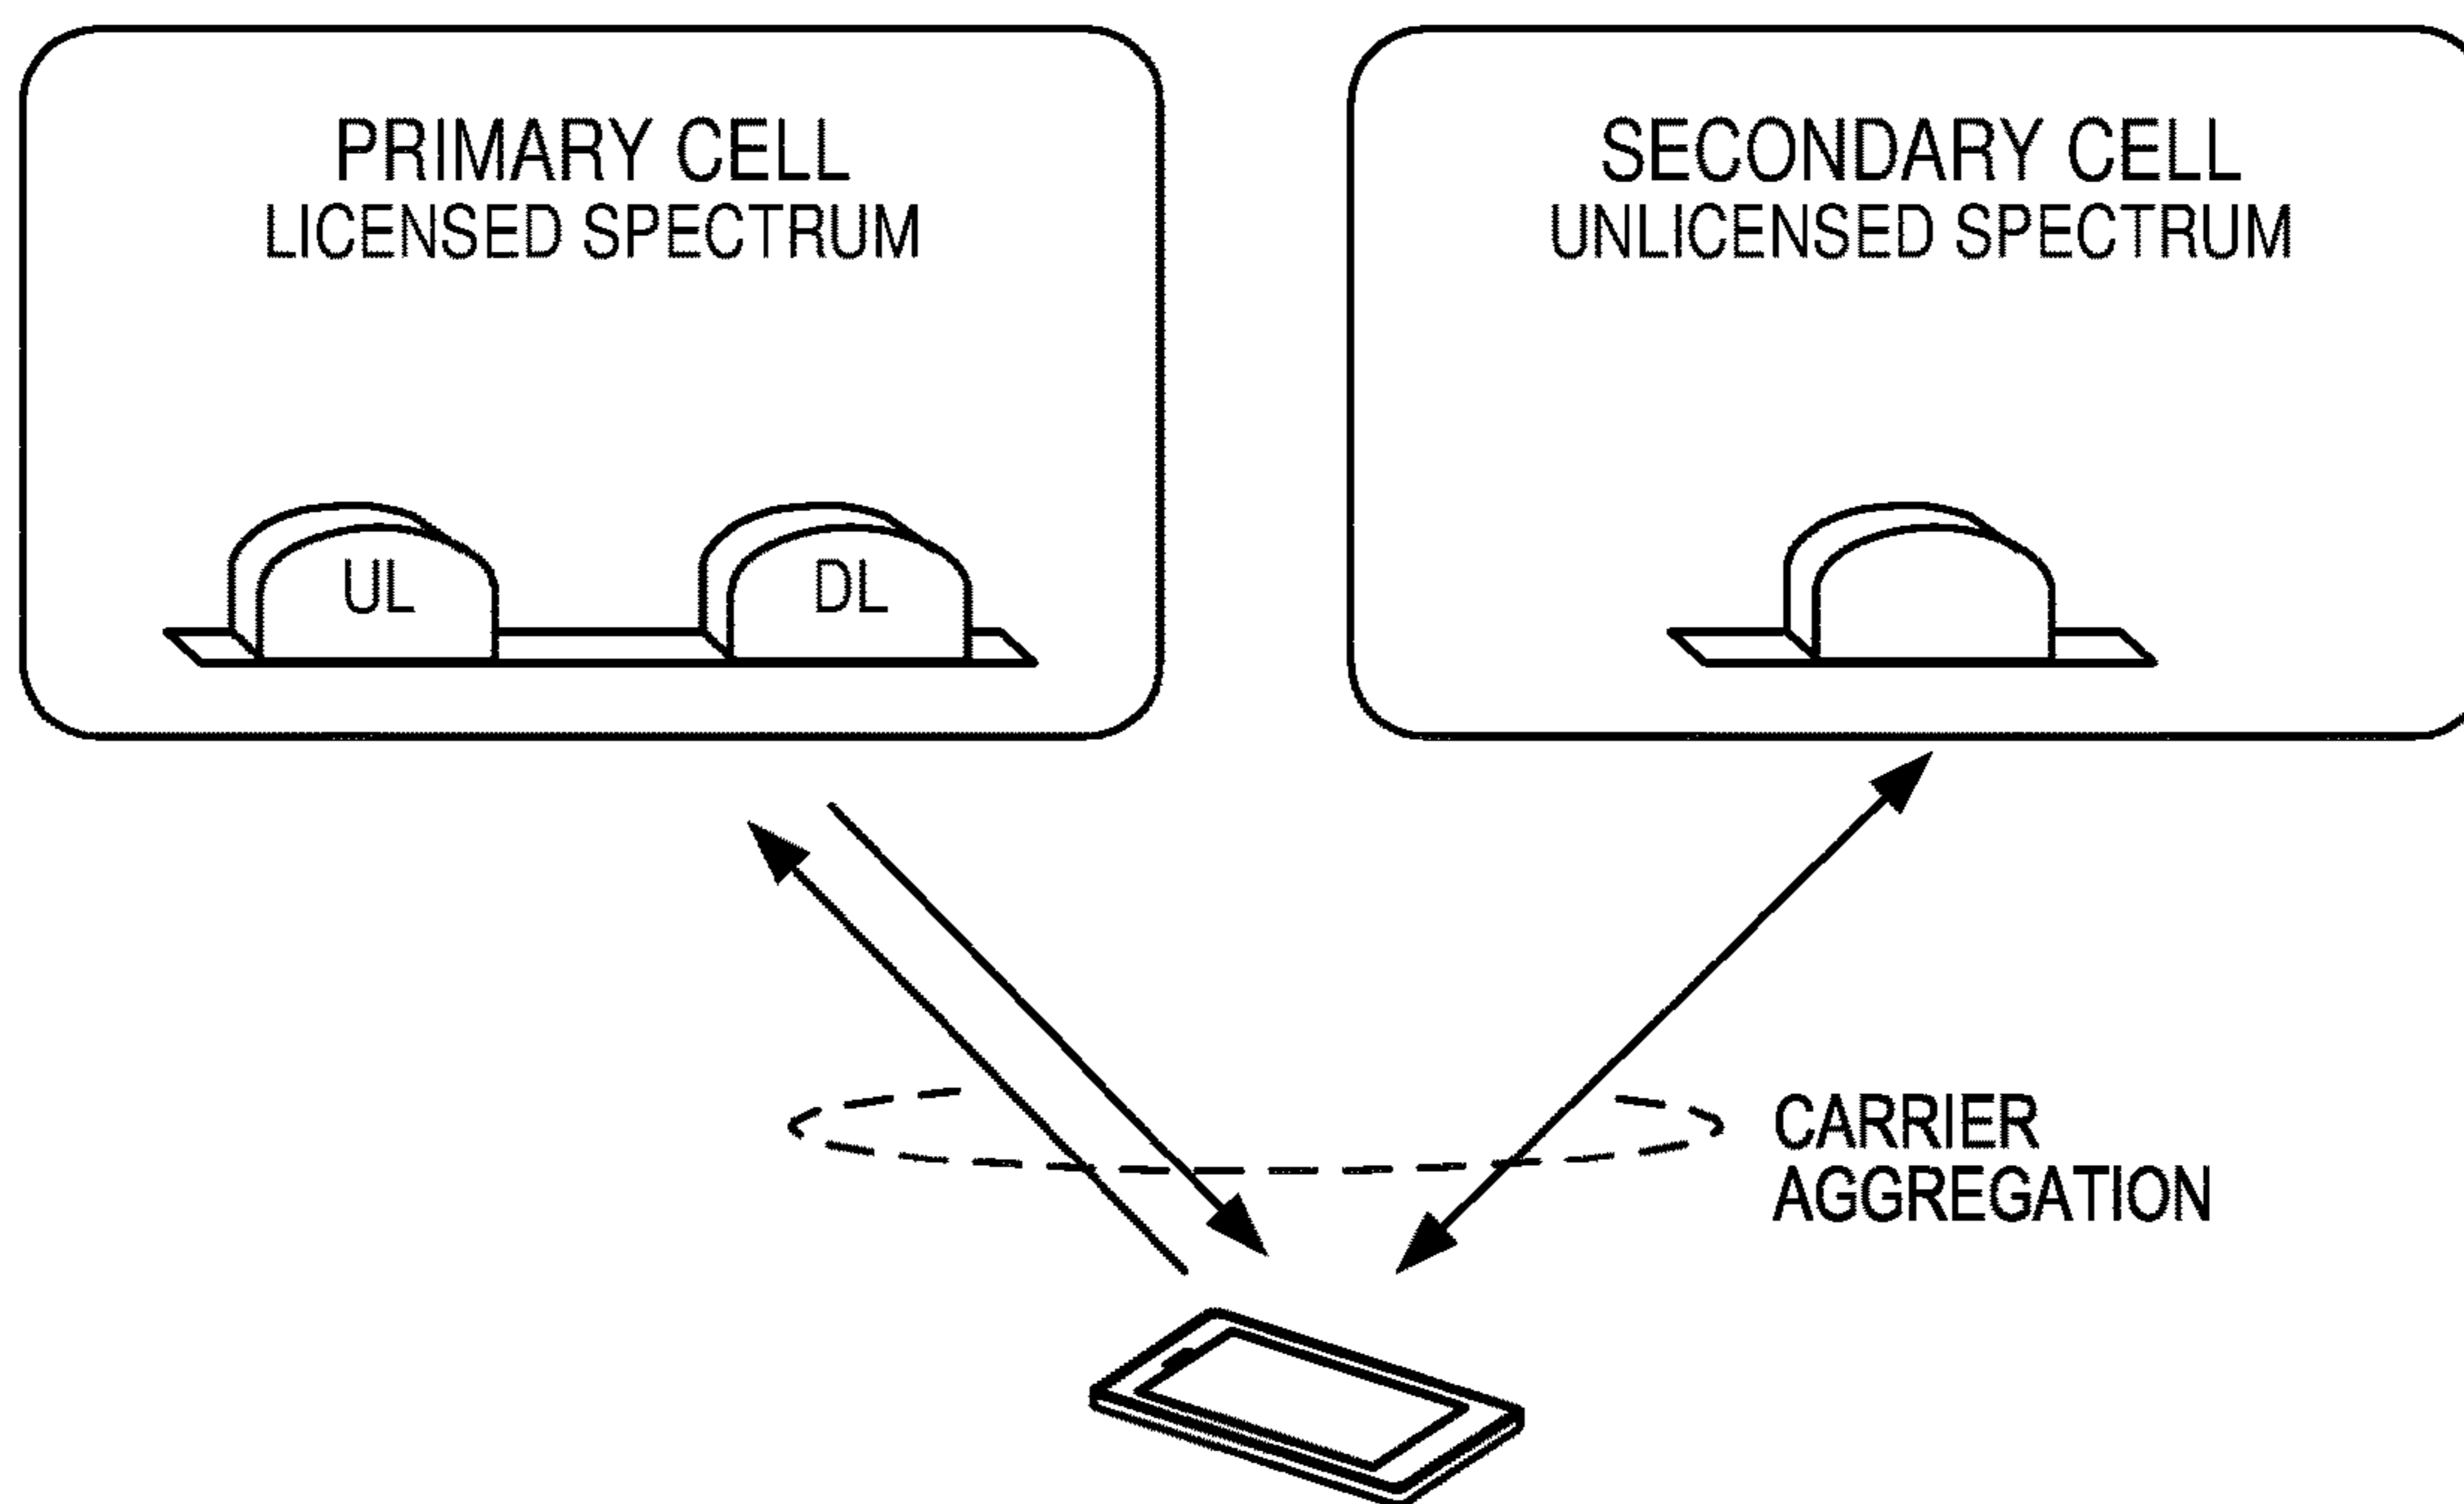 PRIMARY CELL
LICENSED SPECTRUM
UL
DL
SECONDARY CELL
UNLICENSED SPECTRUM
CARRIER
AGGREGATION